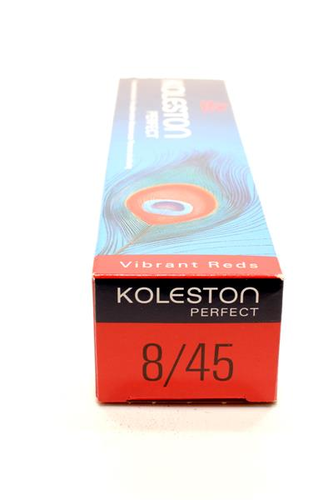 KOLESTON
PERFECT
Vibrant Reds
KOLESTON
PERFECT
8/45